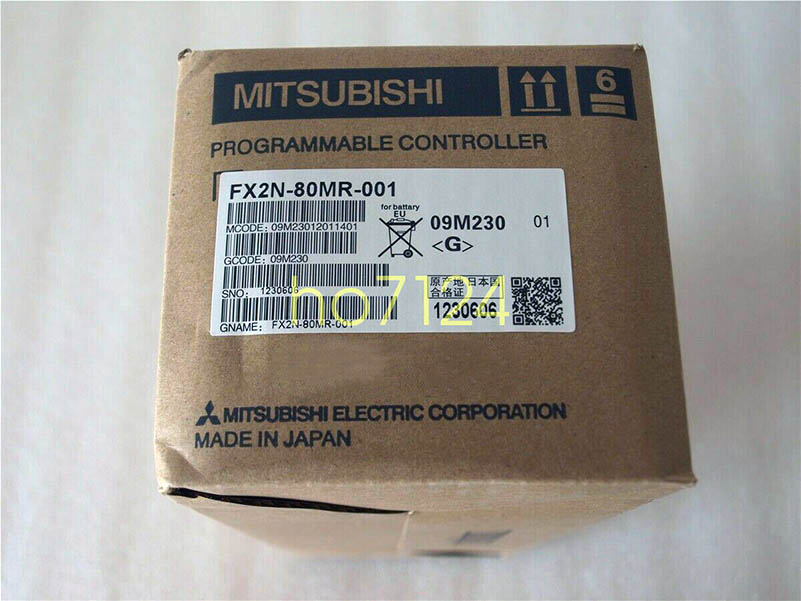 MITSUBISHI
6
PROGRAMMABLE CONTROLLER
FX2N-80MR-001
MCODE: 09M23012011401
GCODE: 09M230
SNO: 1230606
GNAME: FX2N-80MR-001
for battary
EU
09M230
01
<G>
原产地日本国
合格证
1230606
ho7124
MITSUBISHI ELECTRIC CORPORATION
MADE IN JAPAN